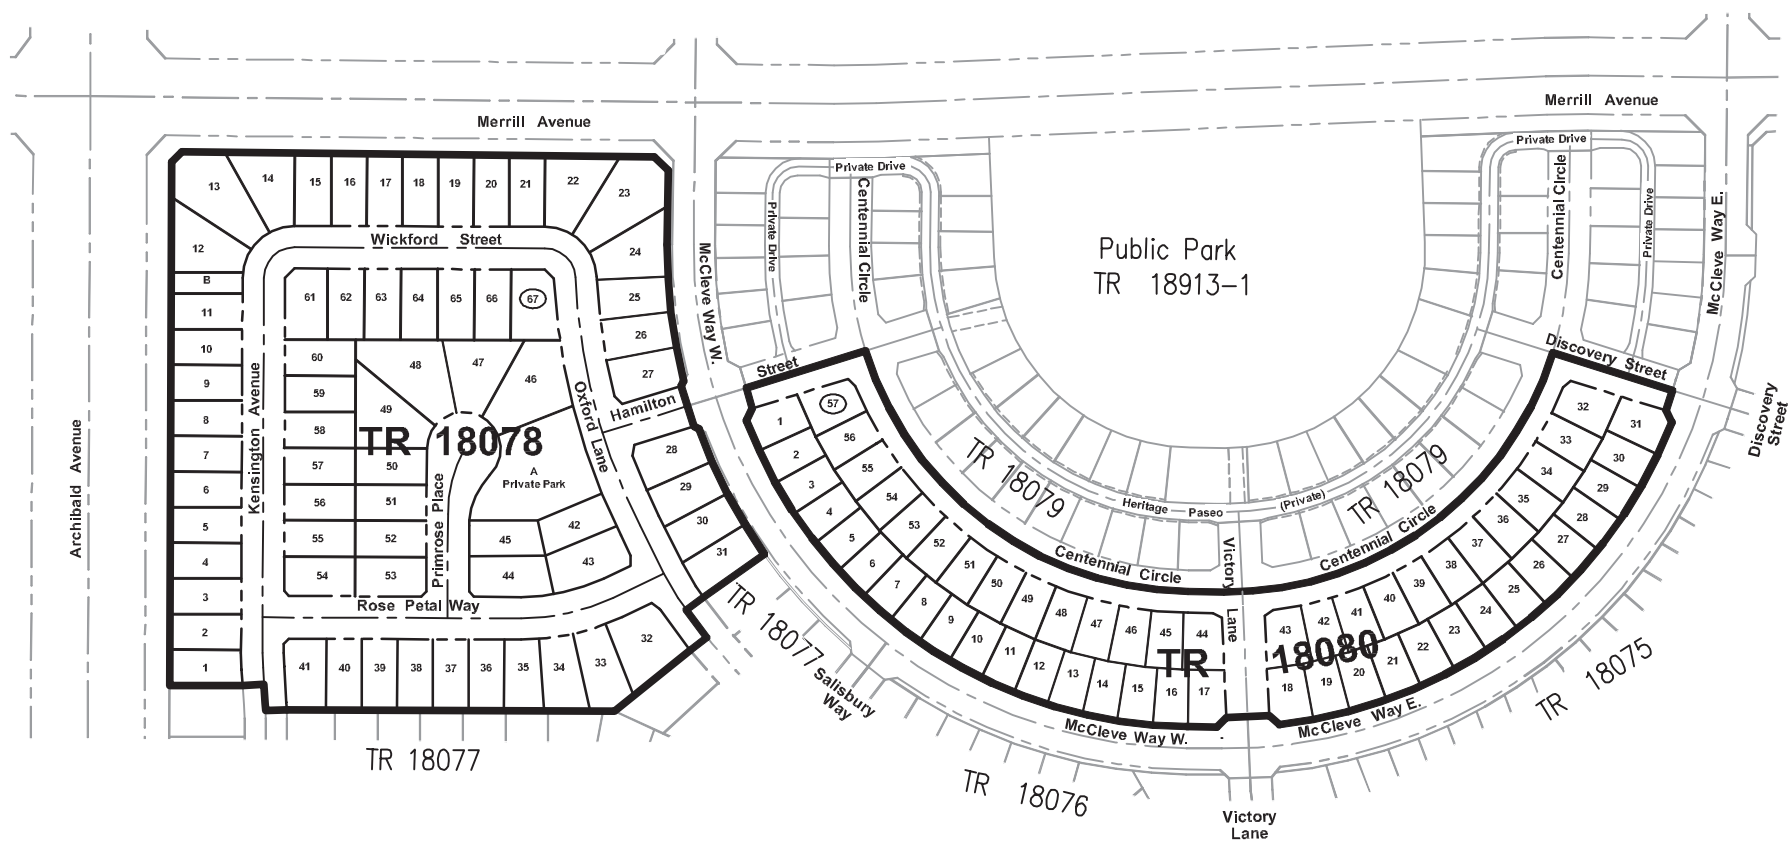 Merrill Avenue
Merrill Avenue
Archibald Avenue
13
14
15
16
17
18
19
20
21
22
23
12
B
11
10
9
8
7
6
5
4
3
2
1
24
25
26
27
28
29
30
31
Wickford Street
Kensington Avenue
61
62
63
64
65
66
67
60
59
58
57
56
55
54
48
47
46
49
50
51
52
53
TR 18078
A
Private Park
Primrose Place
Oxford Lane
Hamilton
Street
45
42
44
43
Rose Petal Way
41
40
39
38
37
36
35
34
33
32
TR 18077
TR 18077
Salisbury
Way
McCleve Way W.
Private Drive
Private Drive
Centennial Circle
Public Park
TR 18913-1
Private Drive
Centennial Circle
Private Drive
McCleve Way E.
Discovery Street
Discovery
Street
TR 18079
TR 18079
Heritage Paseo (Private)
Centennial Circle
Centennial Circle
Victory
Lane
57
1
2
3
4
5
6
7
8
9
10
11
12
13
14
15
16
17
56
55
54
53
52
51
50
49
48
47
46
45
44
TR 18080
43
42
41
40
39
38
37
36
35
34
33
32
31
30
29
28
27
26
25
24
23
22
21
20
19
18
McCleve Way W.
McCleve Way E.
TR 18076
TR 18075
Victory
Lane